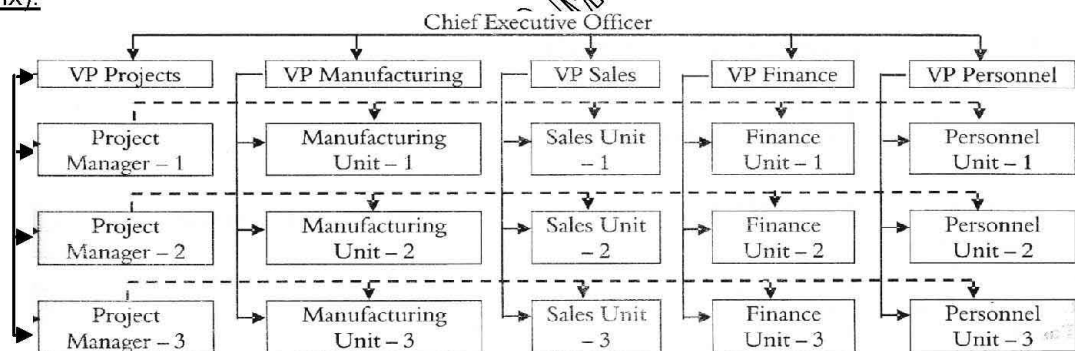 ix):
Chief Executive Officer
VP Projects
VP Manufacturing
VP Sales
VP Finance
VP Personnel
Project
Manager – 1
Manufacturing
Unit – 1
Sales Unit
– 1
Finance
Unit – 1
Personnel
Unit – 1
Project
Manager – 2
Manufacturing
Unit – 2
Sales Unit
– 2
Finance
Unit – 2
Personnel
Unit – 2
Project
Manager – 3
Manufacturing
Unit – 3
Sales Unit
– 3
Finance
Unit – 3
Personnel
Unit – 3